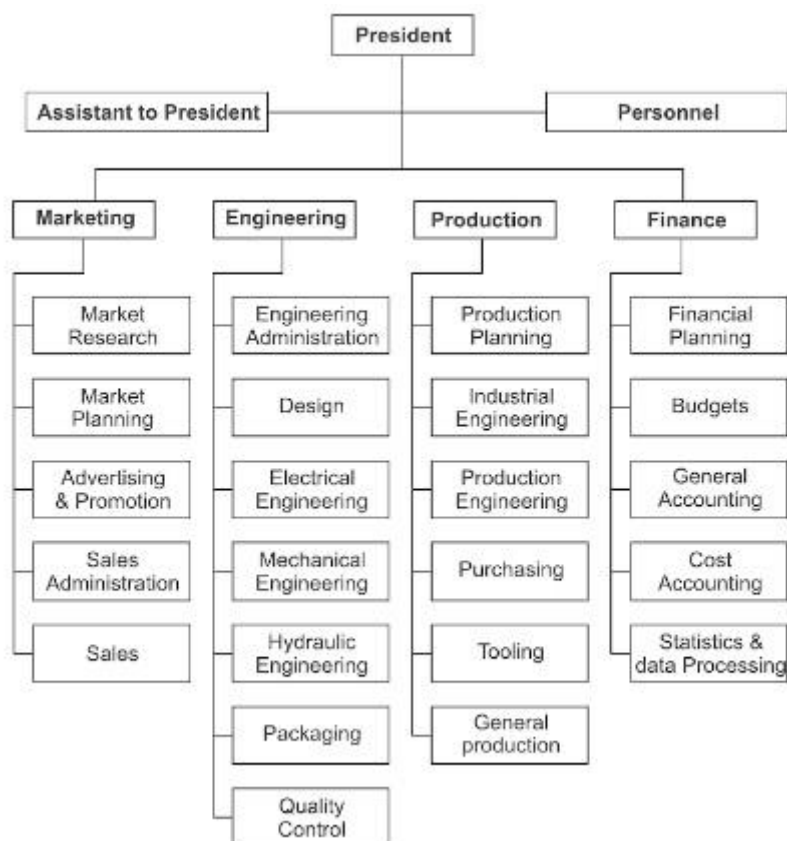 President
Assistant to President
Personnel
Marketing
Engineering
Production
Finance
Market
Research
Market
Planning
Advertising
& Promotion
Sales
Administration
Sales
Engineering
Administration
Design
Electrical
Engineering
Mechanical
Engineering
Hydraulic
Engineering
Packaging
Quality
Control
Production
Planning
Industrial
Engineering
Production
Engineering
Purchasing
Tooling
General
production
Financial
Planning
Budgets
General
Accounting
Cost
Accounting
Statistics &
data Processing